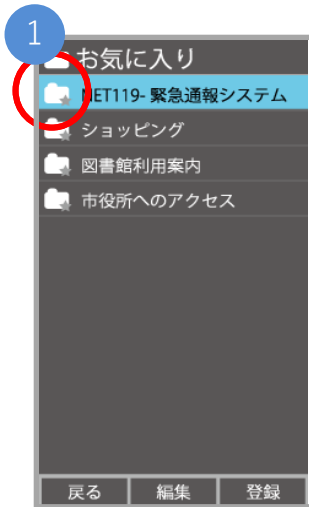 1
お気に入り
NET119- 緊急通報システム
ショッピング
図書館利用案内
市役所へのアクセス
戻る 編集 登録